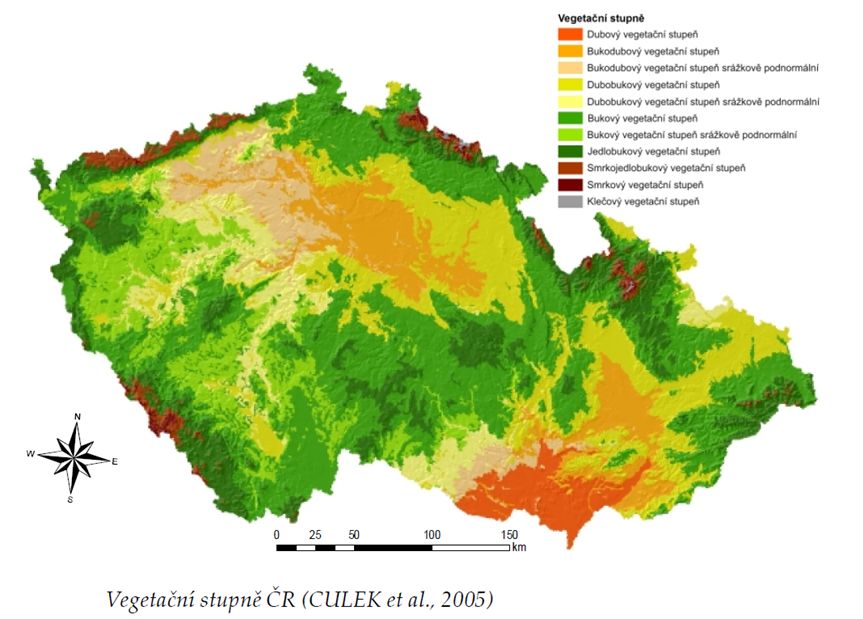 Vegetační stupně
Dubový vegetační stupeň
Bukodubový vegetační stupeň
Bukodubový vegetační stupeň srážkově podnormální
Dubobukový vegetační stupeň
Dubobukový vegetační stupeň srážkově podnormální
Bukový vegetační stupeň
Bukový vegetační stupeň srážkově podnormální
Jedlobukový vegetační stupeň
Smrkojedlobukový vegetační stupeň
Smrkový vegetační stupeň
Klečový vegetační stupeň
N
W E
S
0 25 50 100 150
km
Vegetační stupně ČR (CULEK et al., 2005)